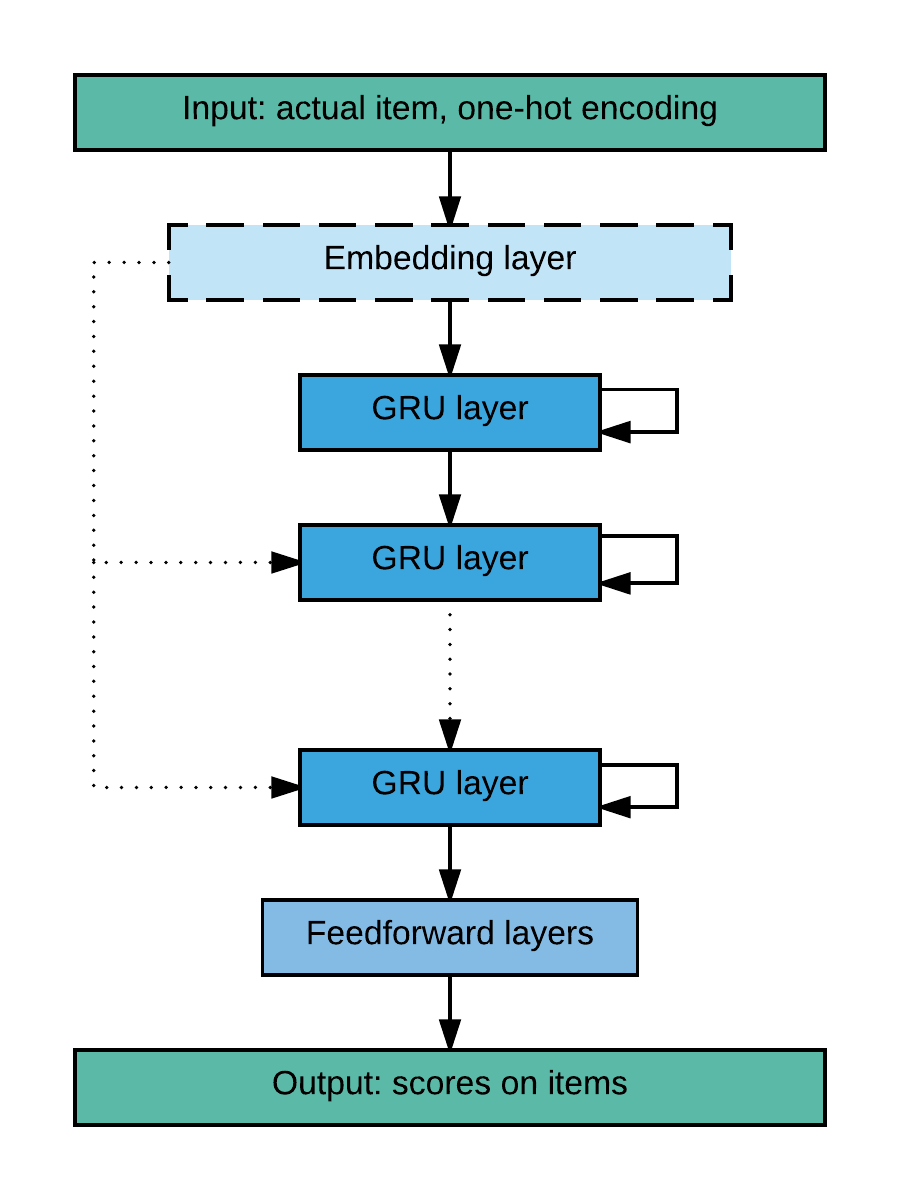 Input: actual item, one-hot encoding
Embedding layer
GRU layer
GRU layer
GRU layer
Feedforward layers
Output: scores on items